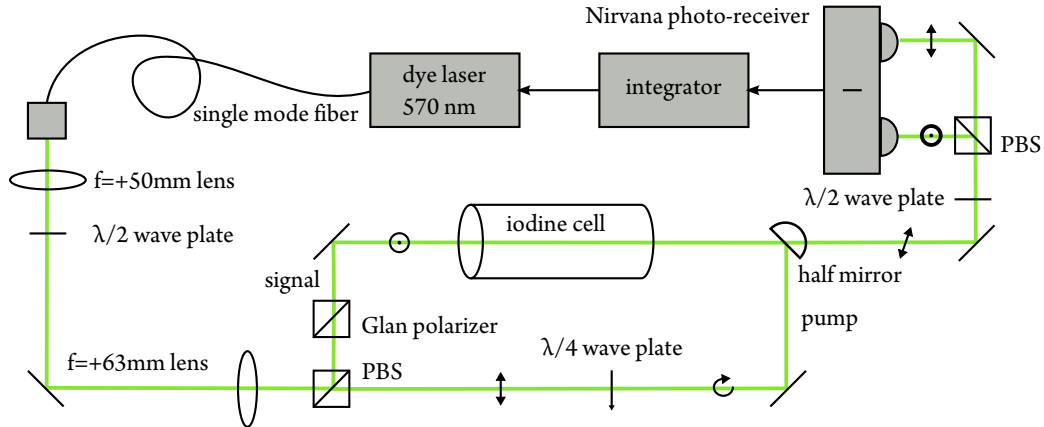 Nirvana photo-receiver
dye laser
570 nm
integrator
single mode fiber
PBS
f=+50mm lens
λ/2 wave plate
λ/2 wave plate
iodine cell
signal
half mirror
Glan polarizer
pump
λ/4 wave plate
f=+63mm lens
PBS